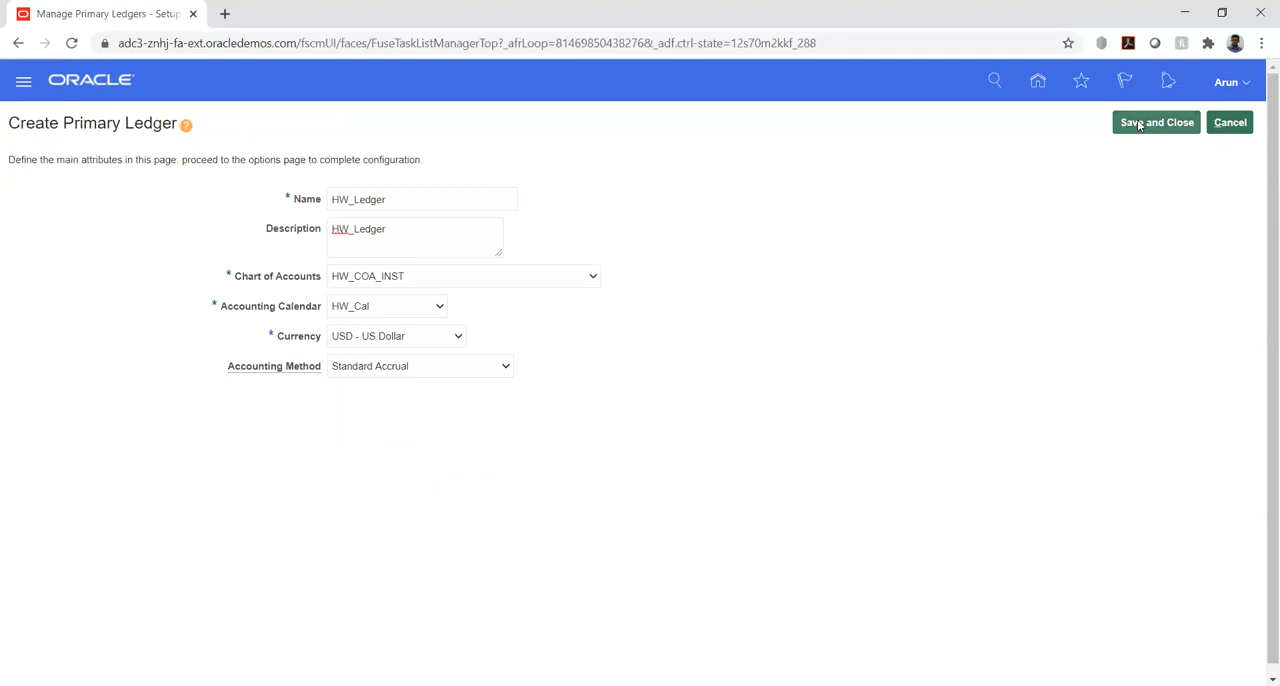 Manage Primary Ledgers - Setup
adc3-znhj-fa-ext.oracledemos.com/fscmUI/faces/FuseTaskListManagerTop?_afrLoop=814698504382768&_adf.ctrl-state=12s70m2kkf_288
ORACLE
Arun
Create Primary Ledger ?
Save and Close Cancel
Define the main attributes in this page: proceed to the options page to complete configuration.
* Name HW_Ledger
Description HW_Ledger
* Chart of Accounts HW_COA_INST
* Accounting Calendar HW_Cal
* Currency USD - US Dollar
Accounting Method Standard Accrual